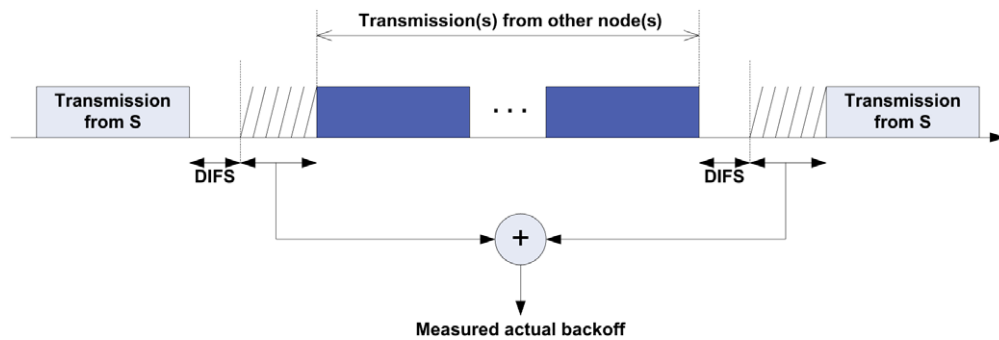 Transmission(s) from other node(s)
Transmission
from S
. . .
Transmission
from S
DIFS
DIFS
+
Measured actual backoff